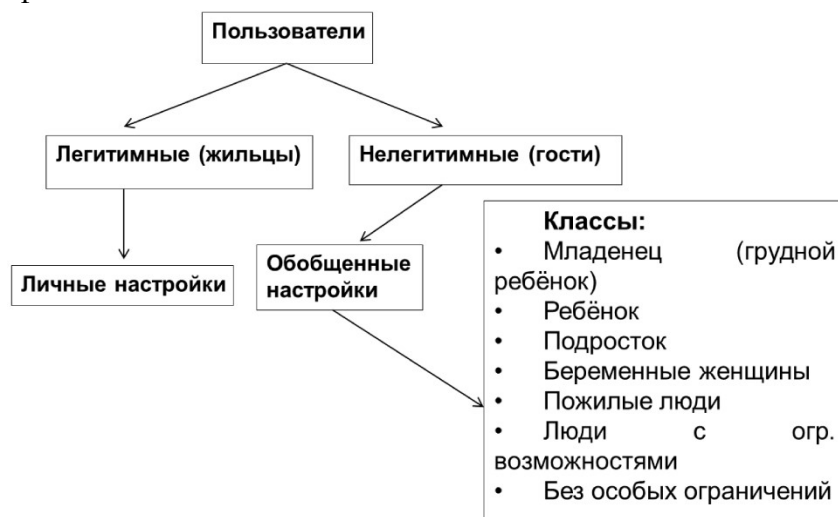 Пользователи
Легитимные (жильцы)
Нелегитимные (гости)
Личные настройки
Обобщенные
настройки
Классы:
• Младенец (грудной
ребёнок)
• Ребёнок
• Подросток
• Беременные женщины
• Пожилые люди
• Люди с огр.
возможностями
• Без особых ограничений